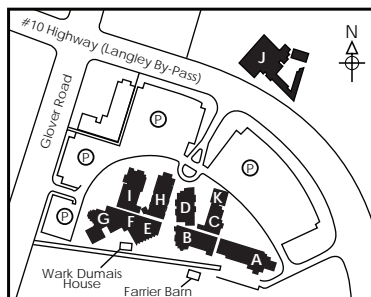 #10 Highway (Langley By-Pass)
N
J
Glover Road
P
P
P
P
I
H
D
K
G
F
E
B
C
A
Wark Dumais
House
Farrier Barn